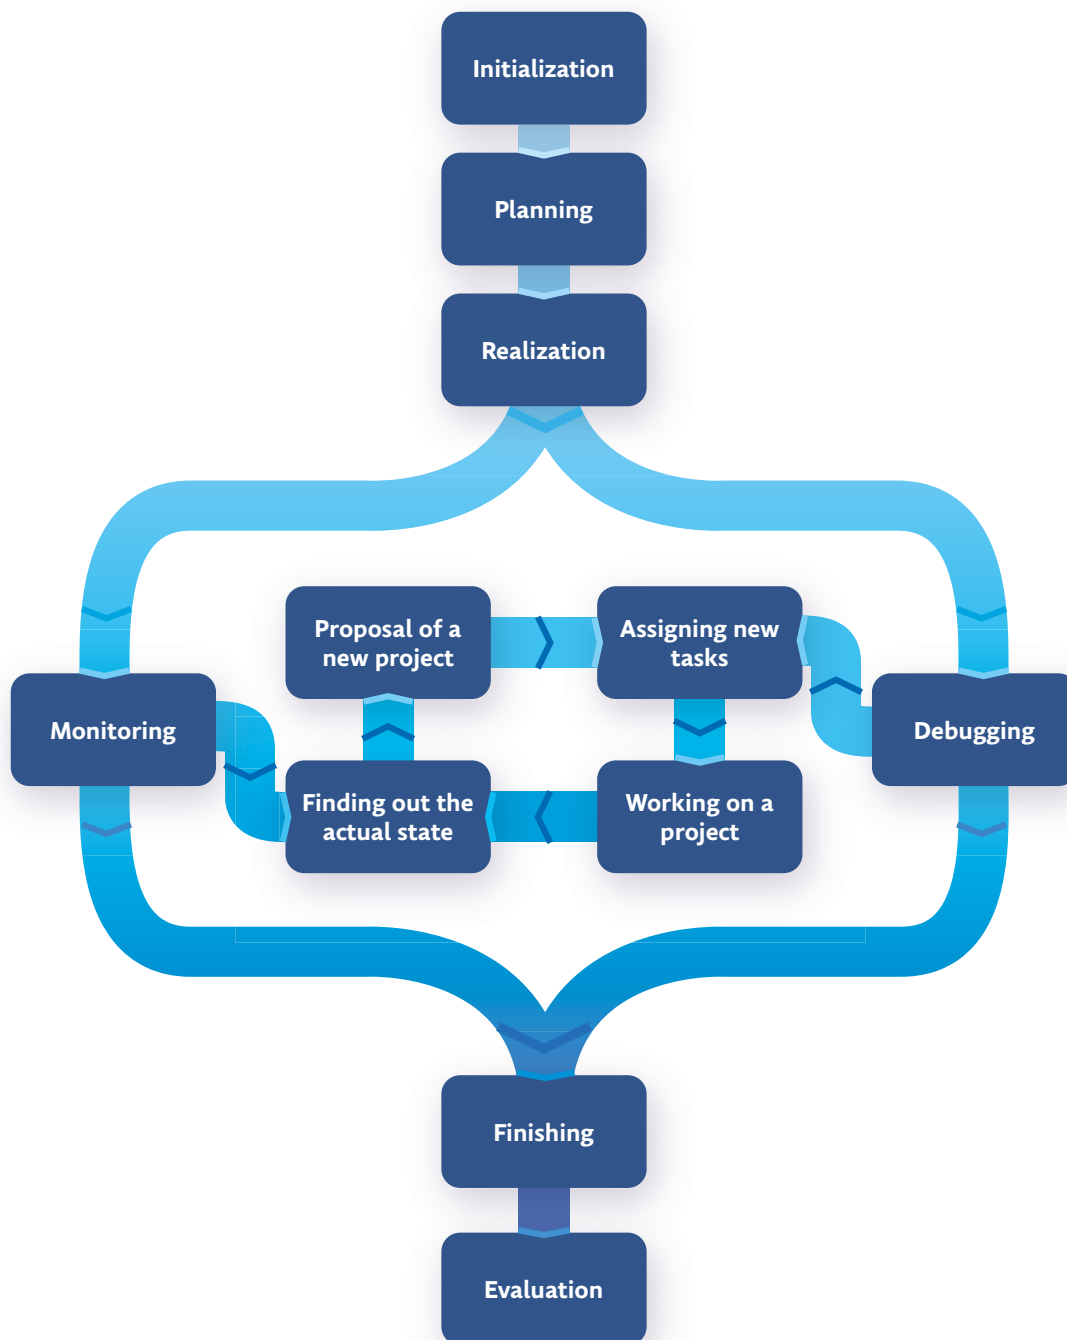 Initialization
Planning
Realization
Proposal of a
new project
Assigning new
tasks
Monitoring
Debugging
Finding out the
actual state
Working on a
project
Finishing
Evaluation